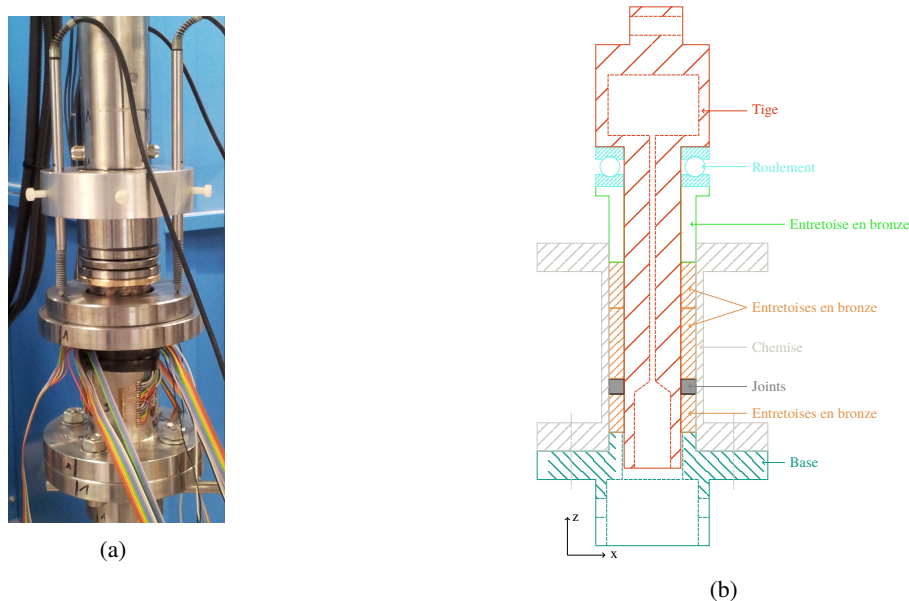 Tige
Roulement
Entretoise en bronze
Entretoises en bronze
Chemise
Joints
Entretoises en bronze
Base
z
x
(a)
(b)